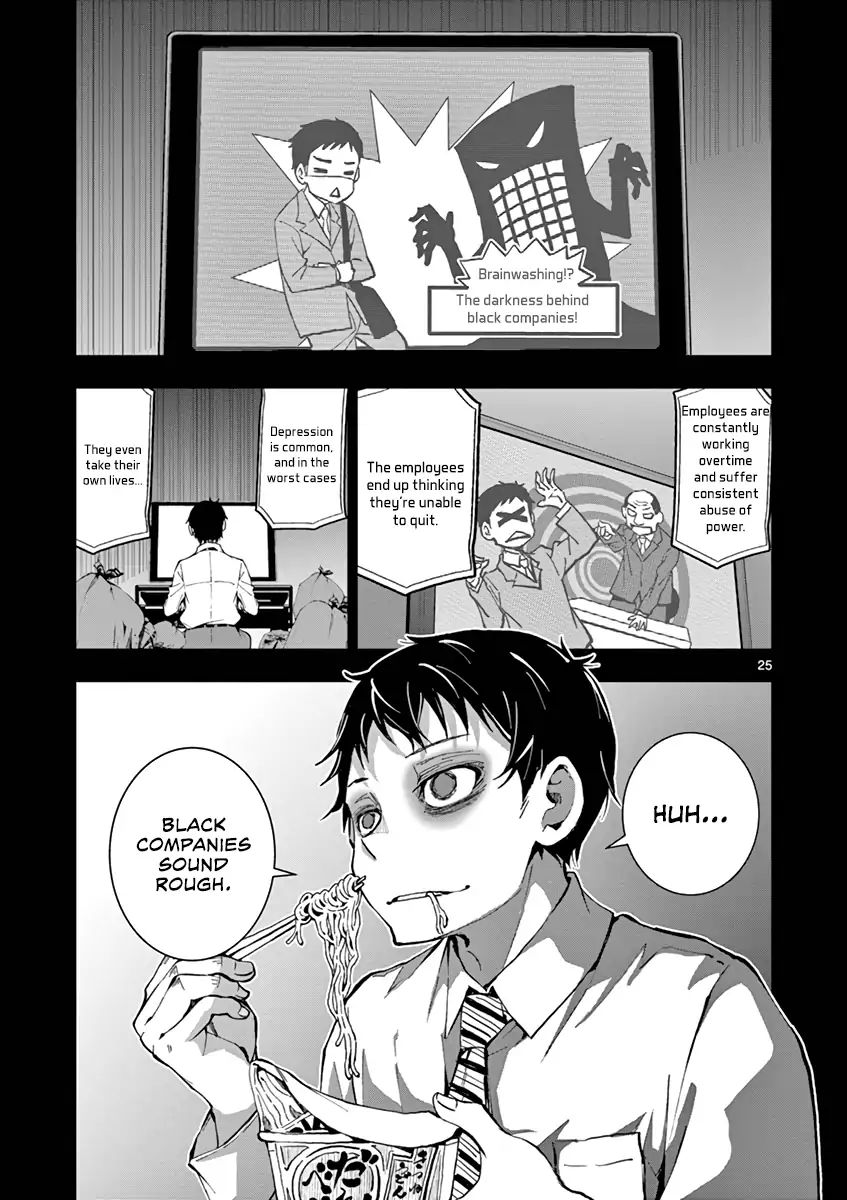 Brainwashing!?
The darkness behind
black companies!
Employees are
constantly
working
overtime
and suffer
consistent
abuse of
power.
The employees
end up thinking
they're unable
to quit.
Depression
is common,
and in the
worst cases
They even
take their
own lives...
25
HUH...
BLACK
COMPANIES
SOUND
ROUGH.